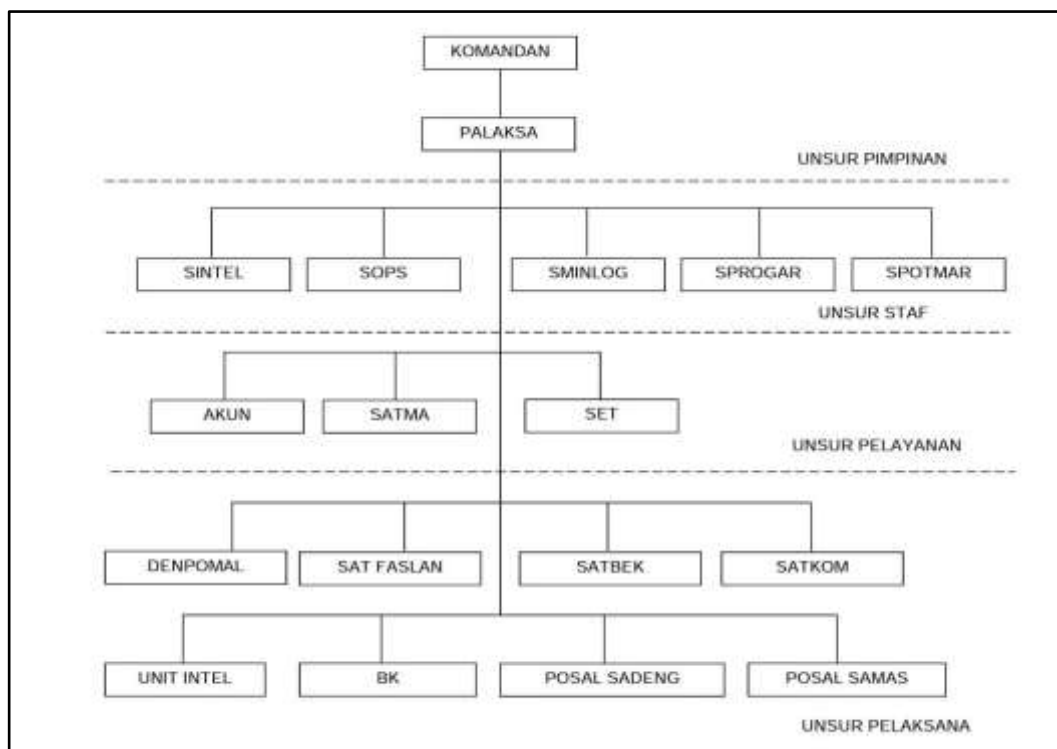 KOMANDAN
PALAKSA
UNSUR PIMPINAN
SINTEL
SOPS
SMINLOG
SPROGAR
SPOTMAR
UNSUR STAF
AKUN
SATMA
SET
UNSUR PELAYANAN
DENPOMAL
SAT FASLAN
SATBEK
SATKOM
UNIT INTEL
BK
POSAL SADENG
POSAL SAMAS
UNSUR PELAKSANA